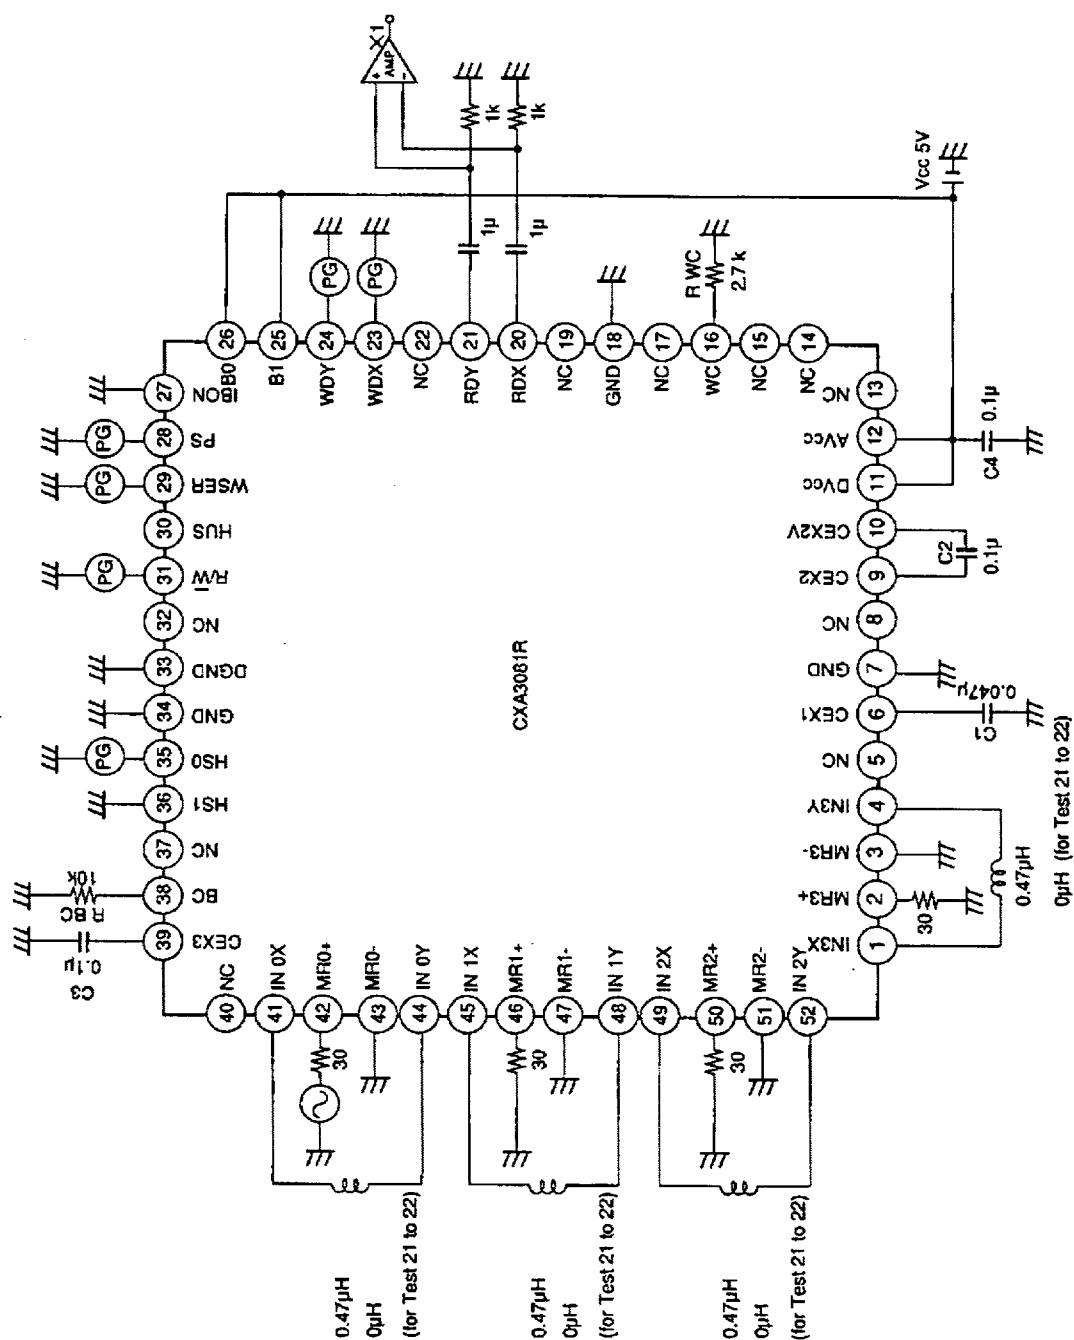 X1
AMP
+
-
1k
1k
1µ
1µ
Vcc 5V
R WC
2.7 k
PG
PG
26
B0
25
B1
24
WDY
23
WDX
22
NC
21
RDY
20
RDX
19
NC
18
GND
17
NC
16
WC
15
NC
14
NC
27
IBON
28
PS
PG
29
WSER
PG
30
HUS
31
R/W
PG
32
NC
33
DGND
34
GND
35
HS0
PG
36
HS1
37
NC
38
BC
R BC
10k
39
CEX3
C3
0.1µ
CXA3081R
13
NC
12
AVcc
11
DVcc
C4
0.1µ
10
CEX2V
9
CEX2
C2
0.1µ
8
NC
7
GND
6
CEX1
C1
0.047µ
5
NC
4
IN3Y
3
MR3-
2
MR3+
30
1
IN3X
0.47µH
0µH (for Test 21 to 22)
40
NC
41
IN 0X
42
MR0+
30
43
MR0-
44
IN 0Y
45
IN 1X
46
MR1+
30
47
MR1-
48
IN 1Y
49
IN 2X
50
MR2+
30
51
MR2-
52
IN 2Y
0.47µH
0µH
(for Test 21 to 22)
0.47µH
0µH
(for Test 21 to 22)
0.47µH
0µH
(for Test 21 to 22)